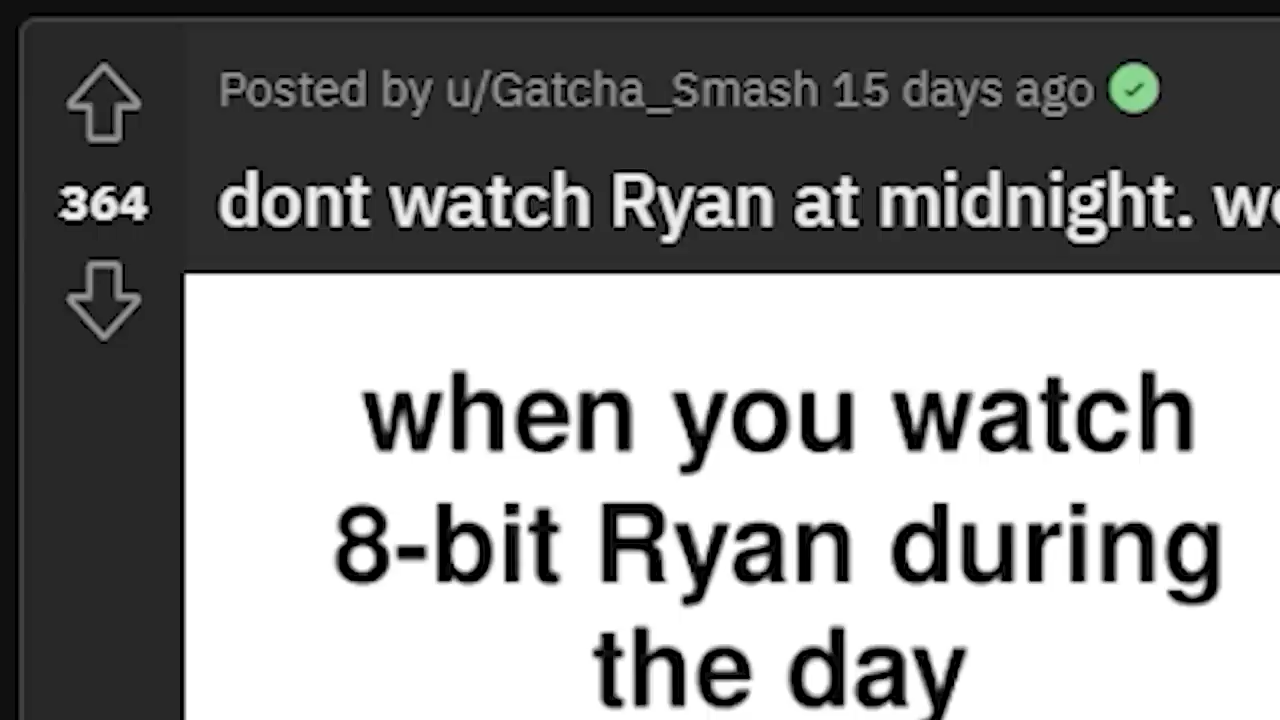 Posted by u/Gatcha_Smash 15 days ago
364
dont watch Ryan at midnight.
when you watch
8-bit Ryan during
the day